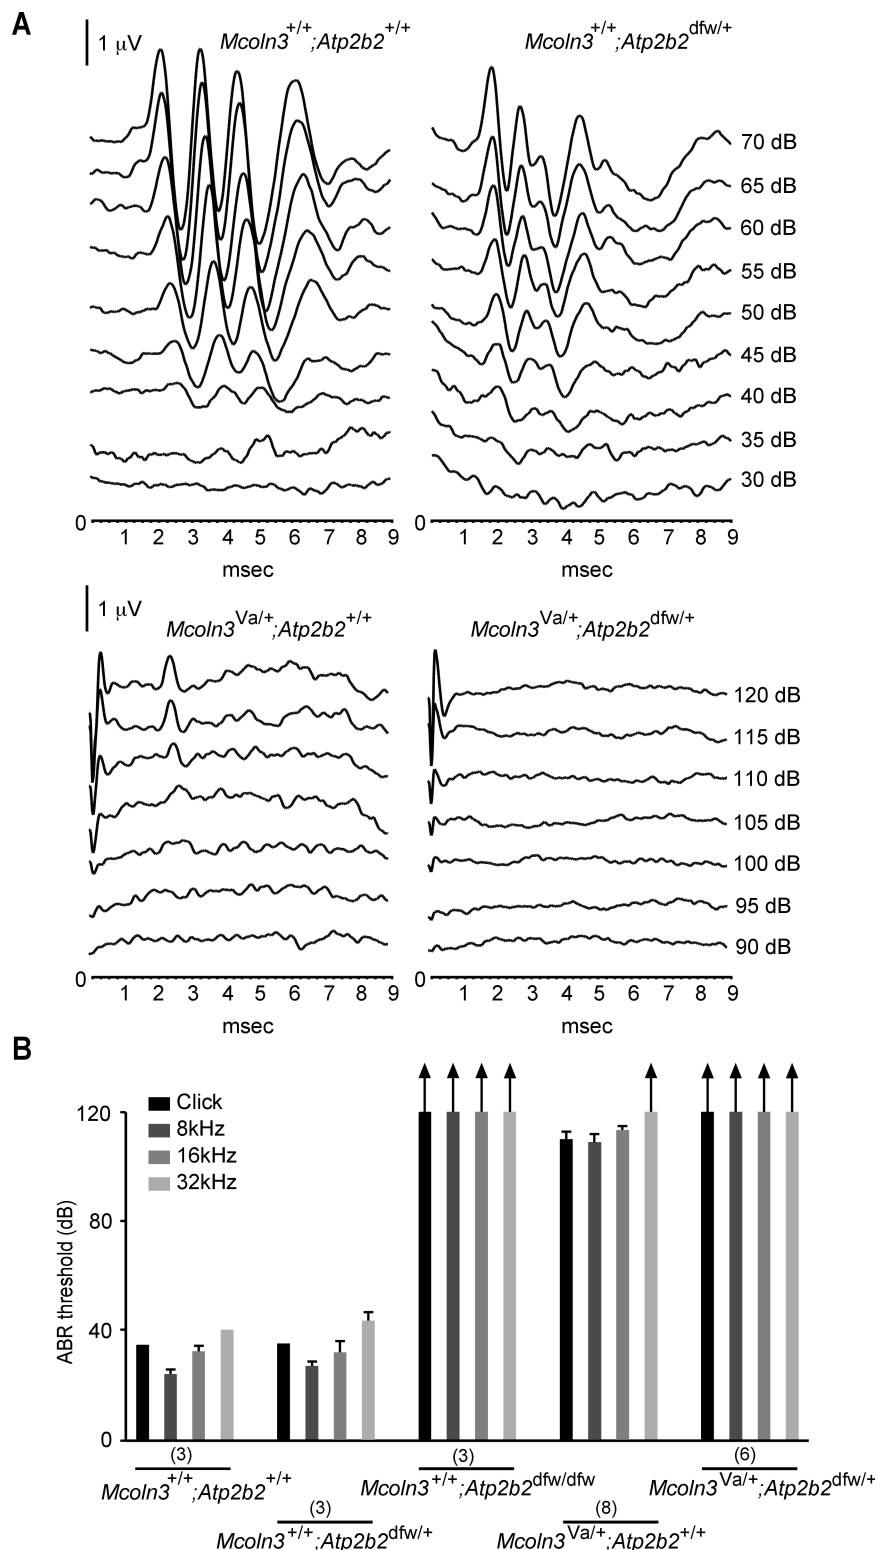 A
1 μV
Mcoln3+/+;Atp2b2+/+
Mcoln3+/+;Atp2b2dfw/+
70 dB
65 dB
60 dB
55 dB
50 dB
45 dB
40 dB
35 dB
30 dB
0 1 2 3 4 5 6 7 8 9
msec
0 1 2 3 4 5 6 7 8 9
msec
1 μV
Mcoln3Va/+;Atp2b2+/+
Mcoln3Va/+;Atp2b2dfw/+
120 dB
115 dB
110 dB
105 dB
100 dB
95 dB
90 dB
0 1 2 3 4 5 6 7 8 9
msec
0 1 2 3 4 5 6 7 8 9
msec
B
ABR threshold (dB)
120
80
40
0
Click
8kHz
16kHz
32kHz
(3)
Mcoln3+/+;Atp2b2+/+
(3)
Mcoln3+/+;Atp2b2dfw/+
(3)
Mcoln3+/+;Atp2b2dfw/dfw
(8)
Mcoln3Va/+;Atp2b2+/+
(6)
Mcoln3Va/+;Atp2b2dfw/+